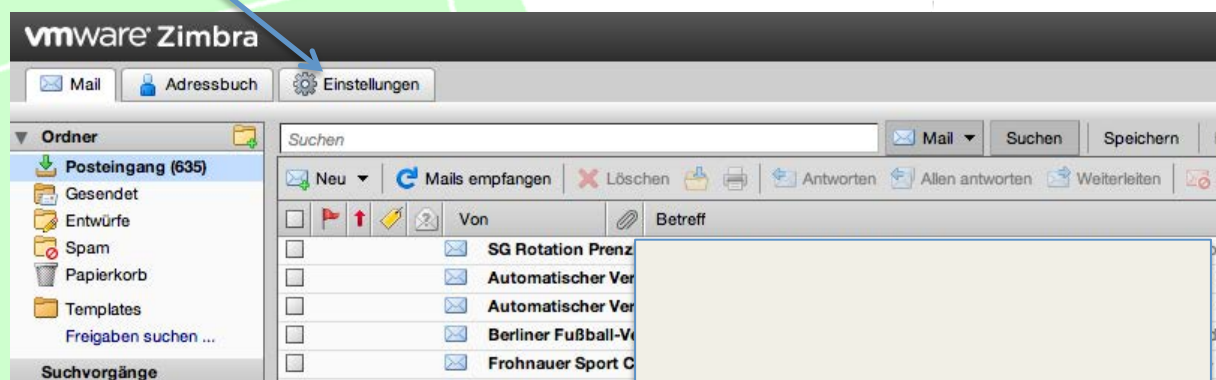 vmware Zimbra
Mail Adressbuch Einstellungen
Ordner
Suchen Mail Suchen Speichern
Posteingang (635)
Neu Mails empfangen Löschen Antworten Allen antworten Weiterleiten
Gesendet
Entwürfe
Von Betreff
Spam
SG Rotation Prenz
Papierkorb
Automatischer Ver
Templates
Automatischer Ver
Freigaben suchen ...
Berliner Fußball-Ve
Suchvorgänge
Frohnauer Sport C